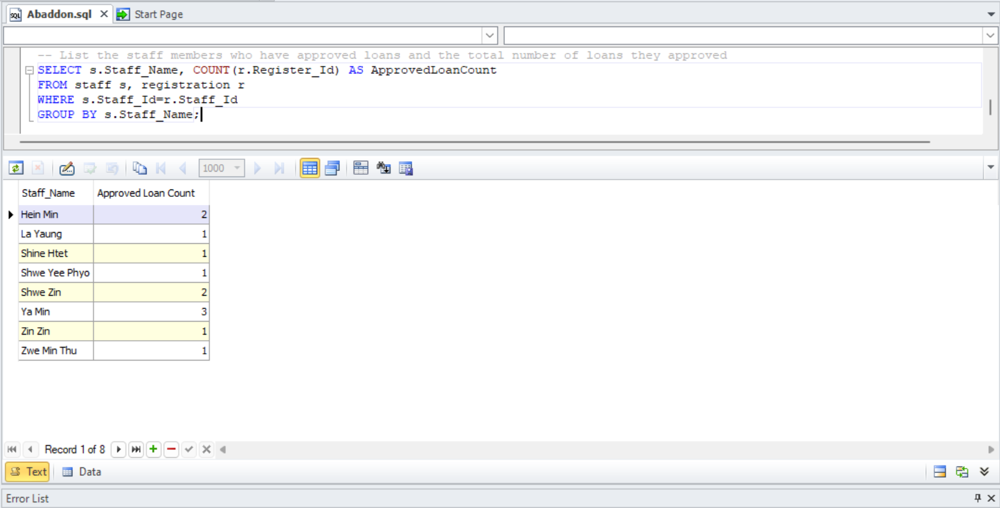 Abaddon.sql
Start Page
-- List the staff members who have approved loans and the total number of loans they approved
SELECT s.Staff_Name, COUNT(r.Register_Id) AS ApprovedLoanCount
FROM staff s, registration r
WHERE s.Staff_Id=r.Staff_Id
GROUP BY s.Staff_Name;
1000
Staff_Name Approved Loan Count
Hein Min 2
La Yaung 1
Shine Htet 1
Shwe Yee Phyo 1
Shwe Zin 2
Ya Min 3
Zin Zin 1
Zwe Min Thu 1
Record 1 of 8
Text Data
Error List